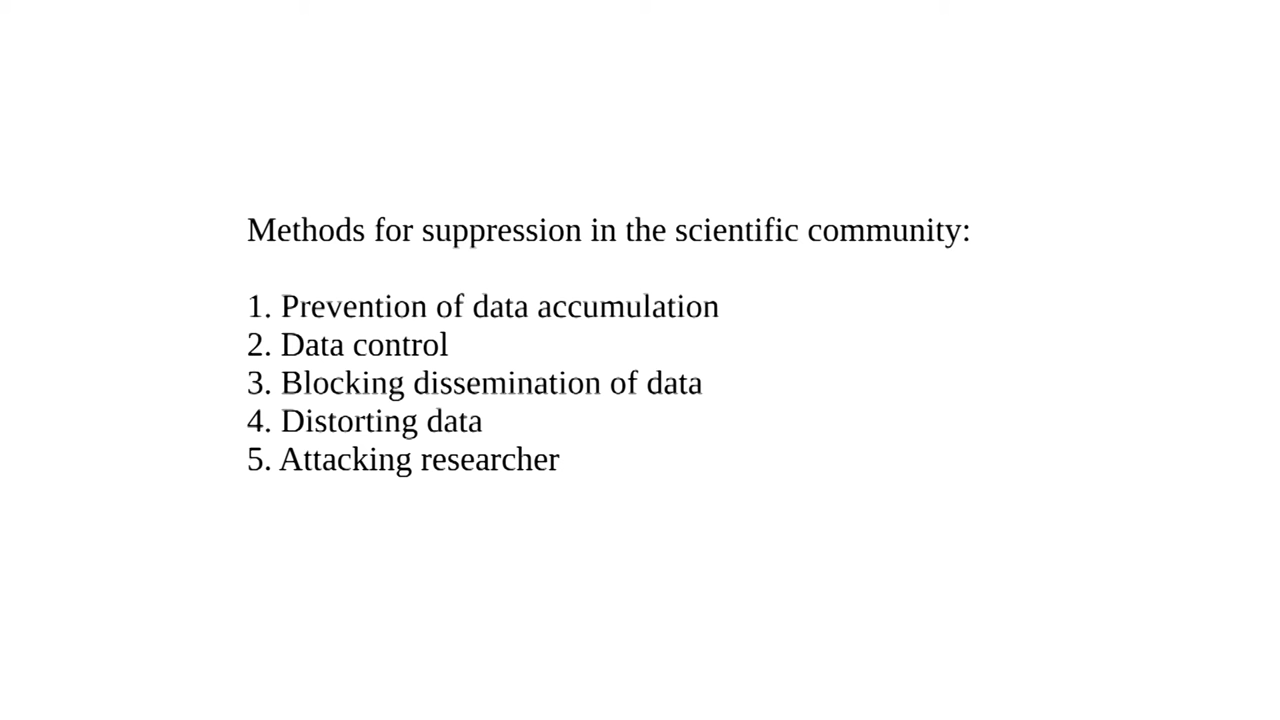 Methods for suppression in the scientific community:
1. Prevention of data accumulation
2. Data control
3. Blocking dissemination of data
4. Distorting data
5. Attacking researcher